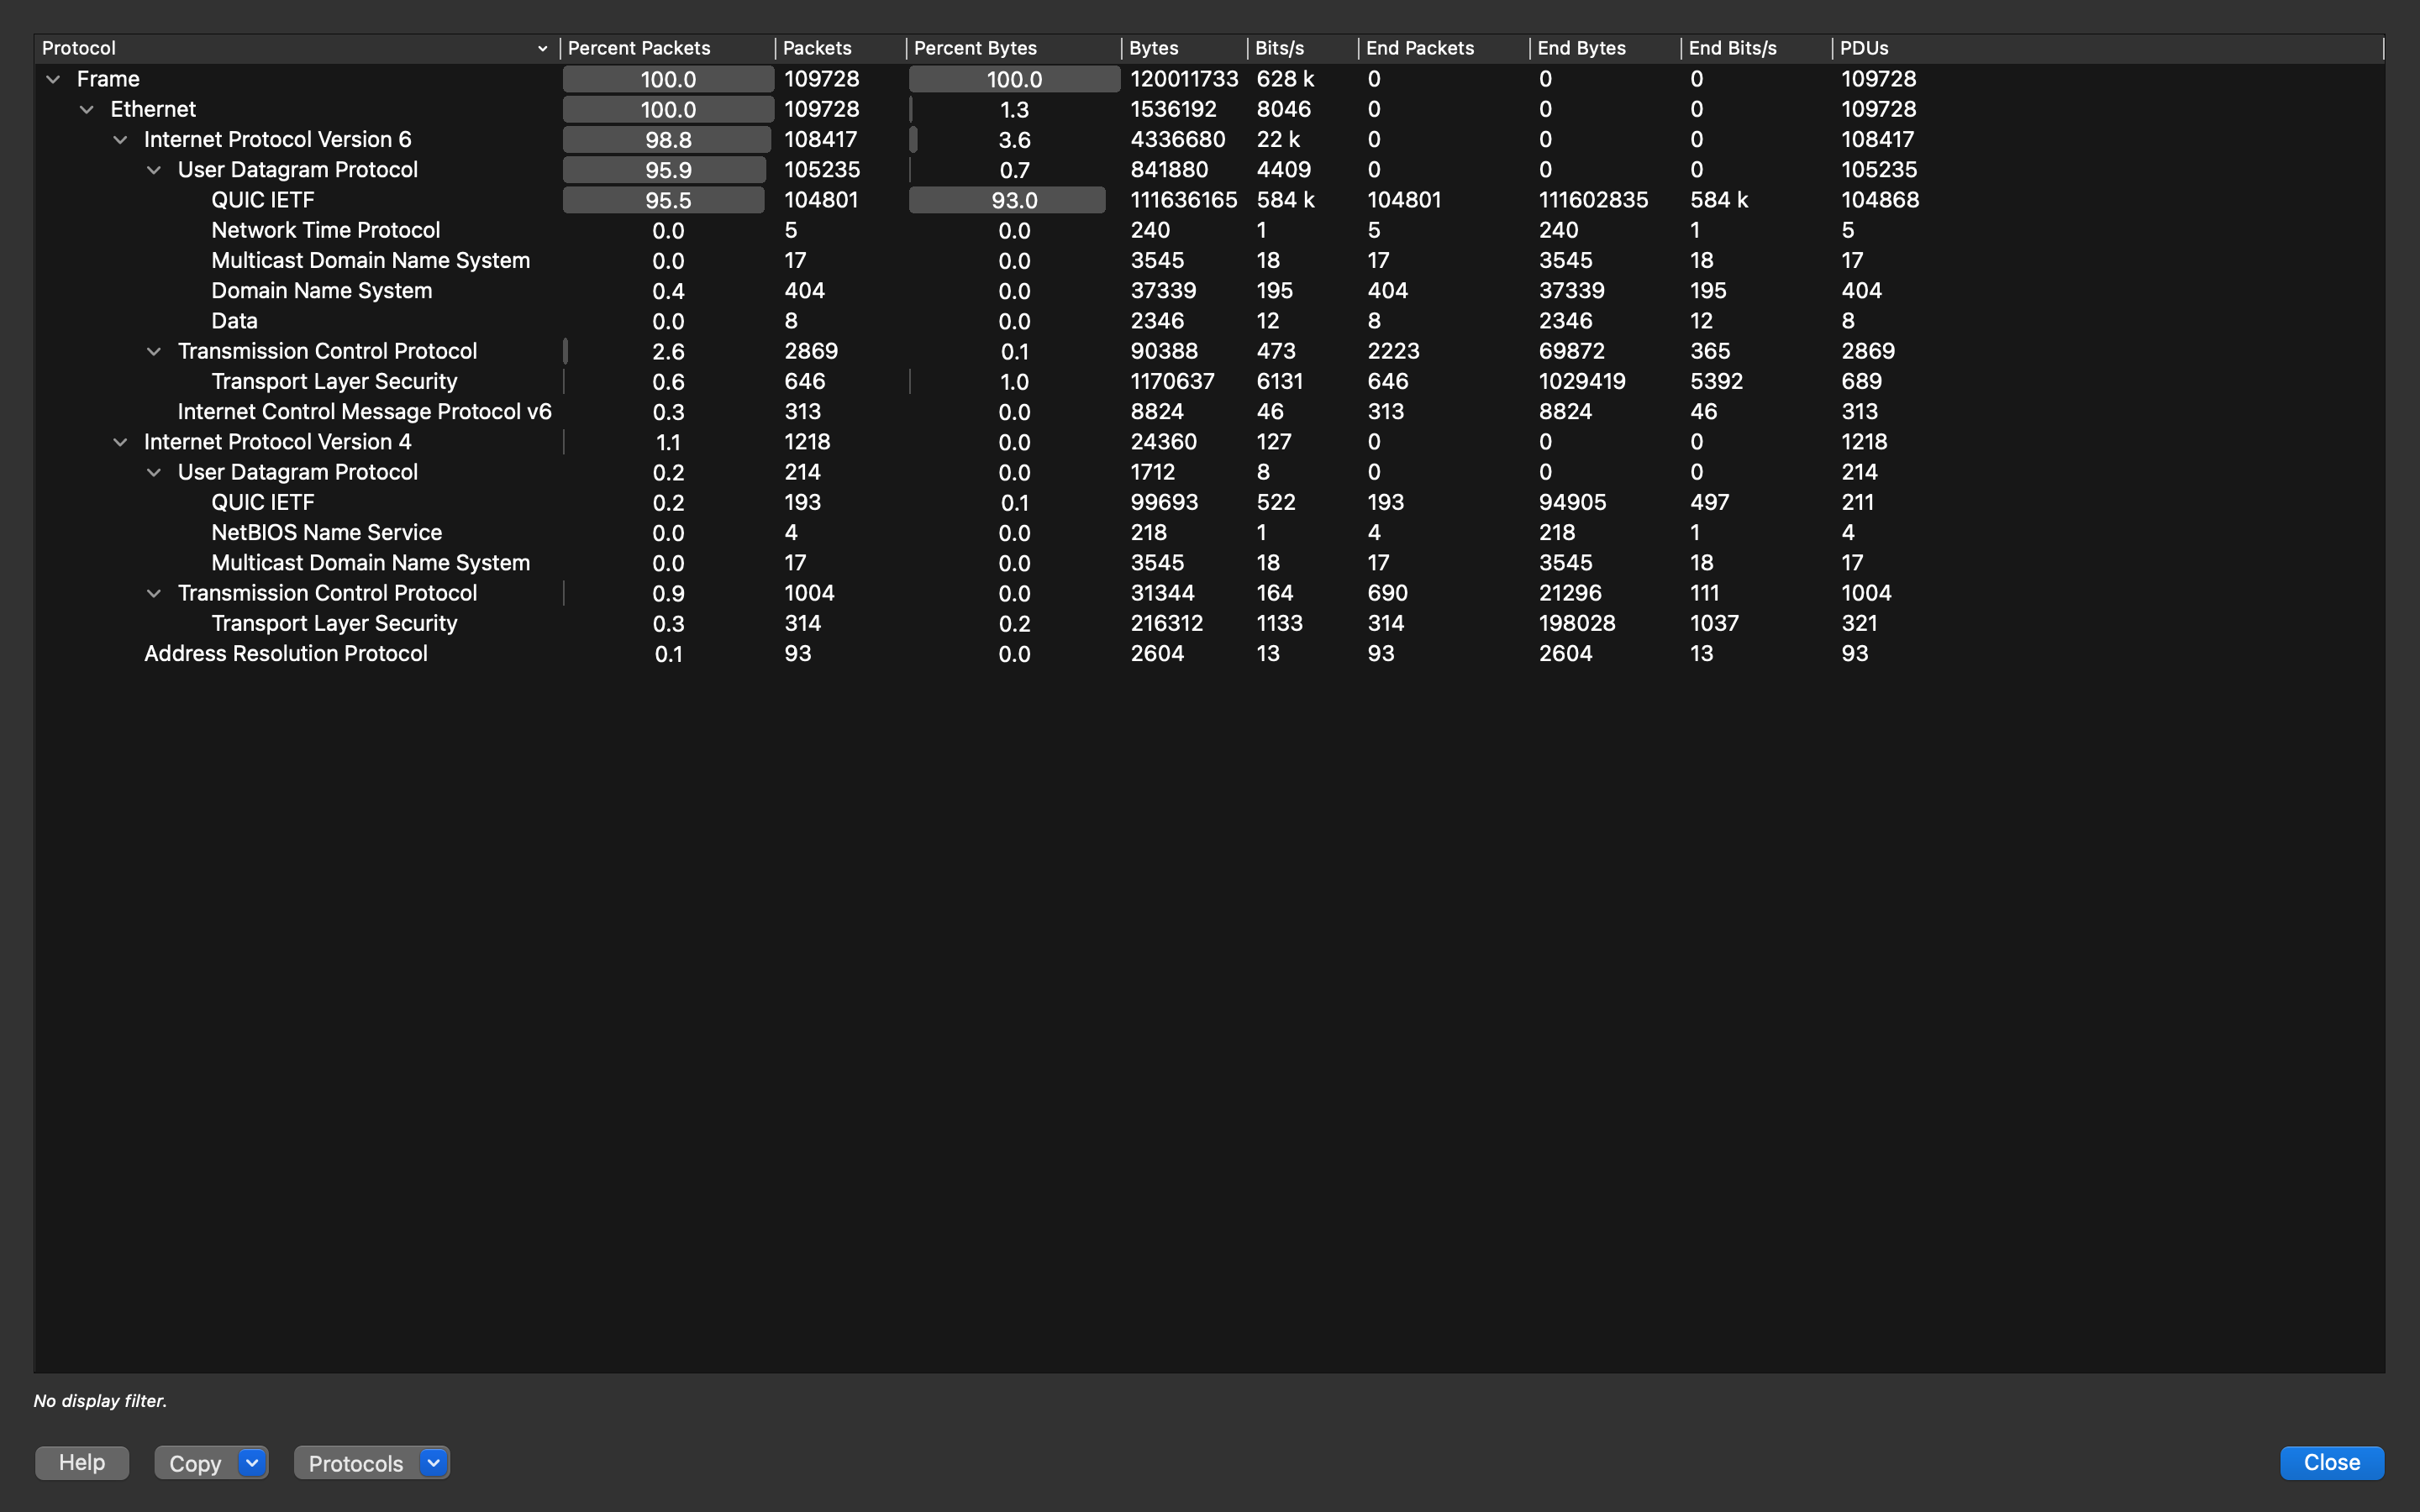 Protocol Percent Packets Packets Percent Bytes Bytes Bits/s End Packets End Bytes End Bits/s PDUs
Frame 100.0 109728 100.0 120011733 628 k 0 0 0 109728
Ethernet 100.0 109728 1.3 1536192 8046 0 0 0 109728
Internet Protocol Version 6 98.8 108417 3.6 4336680 22 k 0 0 0 108417
User Datagram Protocol 95.9 105235 0.7 841880 4409 0 0 0 105235
QUIC IETF 95.5 104801 93.0 111636165 584 k 104801 111602835 584 k 104868
Network Time Protocol 0.0 5 0.0 240 1 5 240 1 5
Multicast Domain Name System 0.0 17 0.0 3545 18 17 3545 18 17
Domain Name System 0.4 404 0.0 37339 195 404 37339 195 404
Data 0.0 8 0.0 2346 12 8 2346 12 8
Transmission Control Protocol 2.6 2869 0.1 90388 473 2223 69872 365 2869
Transport Layer Security 0.6 646 1.0 1170637 6131 646 1029419 5392 689
Internet Control Message Protocol v6 0.3 313 0.0 8824 46 313 8824 46 313
Internet Protocol Version 4 1.1 1218 0.0 24360 127 0 0 0 1218
User Datagram Protocol 0.2 214 0.0 1712 8 0 0 0 214
QUIC IETF 0.2 193 0.1 99693 522 193 94905 497 211
NetBIOS Name Service 0.0 4 0.0 218 1 4 218 1 4
Multicast Domain Name System 0.0 17 0.0 3545 18 17 3545 18 17
Transmission Control Protocol 0.9 1004 0.0 31344 164 690 21296 111 1004
Transport Layer Security 0.3 314 0.2 216312 1133 314 198028 1037 321
Address Resolution Protocol 0.1 93 0.0 2604 13 93 2604 13 93
No display filter.
Help Copy Protocols Close